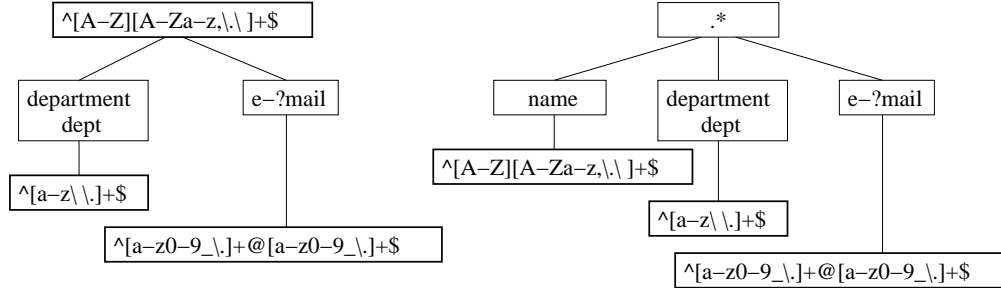 ^[A−Z][A−Za−z,\.\ ]+$
department
dept
e−?mail
^[a−z\ \.]+$
^[a−z0−9_\.]+@[a−z0−9_\.]+$
.*
name
department
dept
e−?mail
^[A−Z][A−Za−z,\.\ ]+$
^[a−z\ \.]+$
^[a−z0−9_\.]+@[a−z0−9_\.]+$